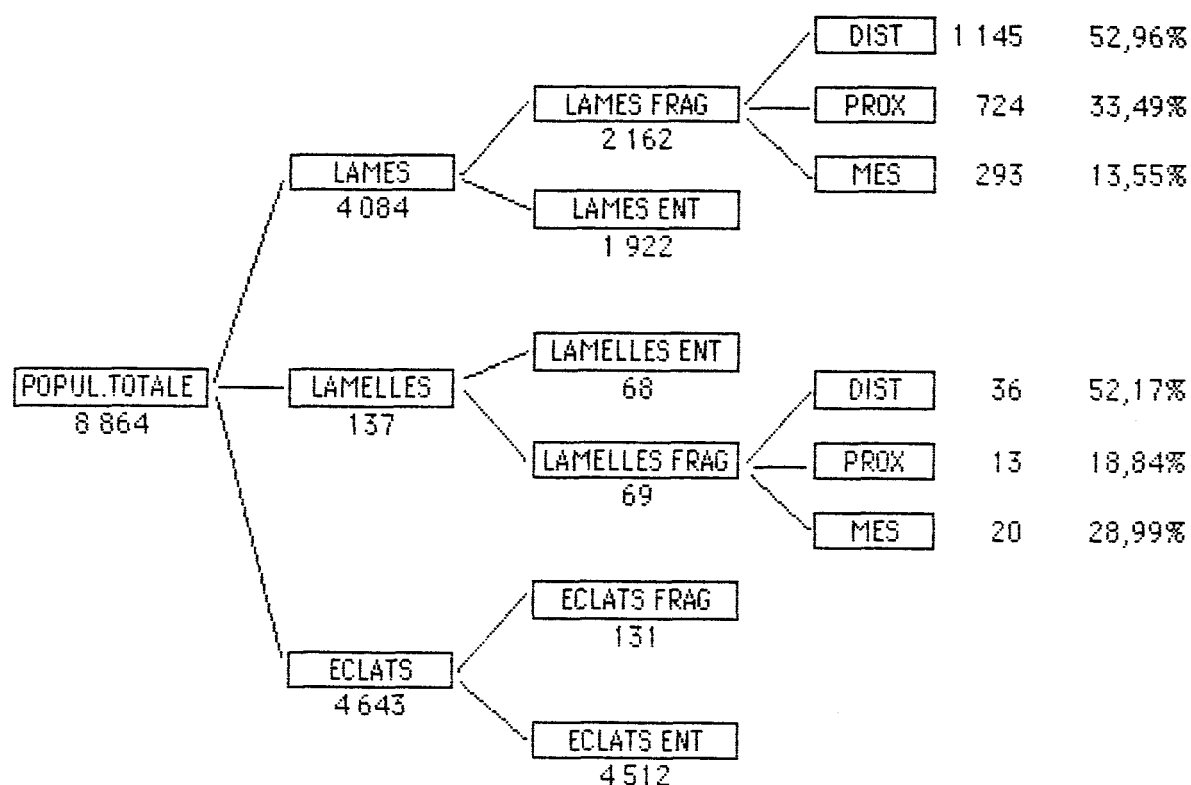 DIST 1 145 52,96%
LAMES FRAG PROX 724 33,49%
2 162
LAMES MES 293 13,55%
4 084 LAMES ENT
1 922
LAMELLES ENT
POPUL.TOTALE LAMELLES 68 DIST 36 52,17%
8 864 137
LAMELLES FRAG PROX 13 18,84%
69
MES 20 28,99%
ECLATS FRAG
131
ECLATS
4 643
ECLATS ENT
4 512